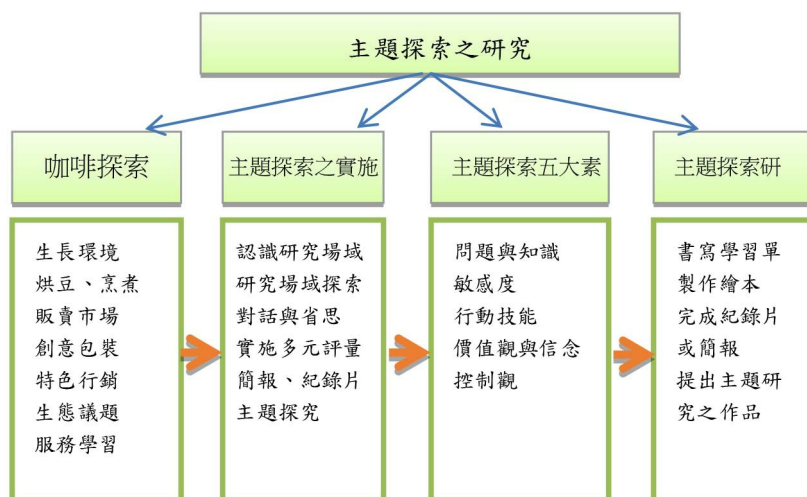 主題探索之研究
咖啡探索
主題探索之實施
主題探索五大素
主題探索研
生長環境
烘豆、烹煮
販賣市場
創意包裝
特色行銷
生態議題
服務學習
認識研究場域
研究場域探索
對話與省思
實施多元評量
簡報、紀錄片
主題探究
問題與知識
敏感度
行動技能
價值觀與信念
控制觀
書寫學習單
製作繪本
完成紀錄片
或簡報
提出主題研
究之作品